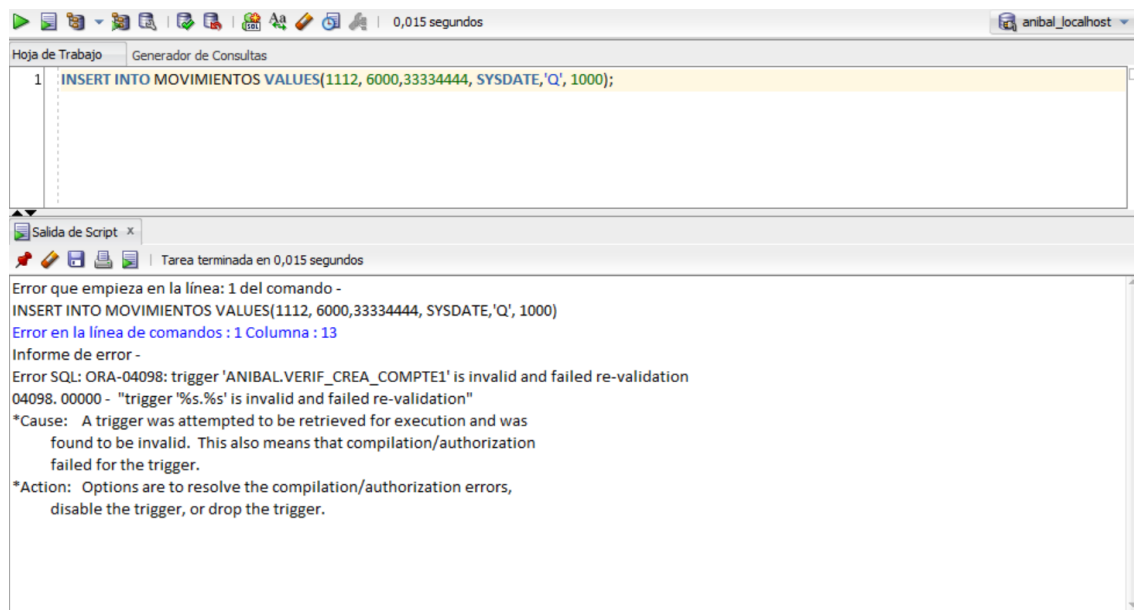 0,015 segundos
anibal_localhost
Hoja de Trabajo
Generador de Consultas
1 INSERT INTO MOVIMIENTOS VALUES(1112, 6000,33334444, SYSDATE,'Q', 1000);
Salida de Script x
Tarea terminada en 0,015 segundos
Error que empieza en la línea: 1 del comando -
INSERT INTO MOVIMIENTOS VALUES(1112, 6000,33334444, SYSDATE,'Q', 1000)
Error en la línea de comandos : 1 Columna : 13
Informe de error -
Error SQL: ORA-04098: trigger 'ANIBAL.VERIF_CREA_COMPTE1' is invalid and failed re-validation
04098. 00000 - "trigger '%s.%s' is invalid and failed re-validation"
*Cause: A trigger was attempted to be retrieved for execution and was
found to be invalid. This also means that compilation/authorization
failed for the trigger.
*Action: Options are to resolve the compilation/authorization errors,
disable the trigger, or drop the trigger.